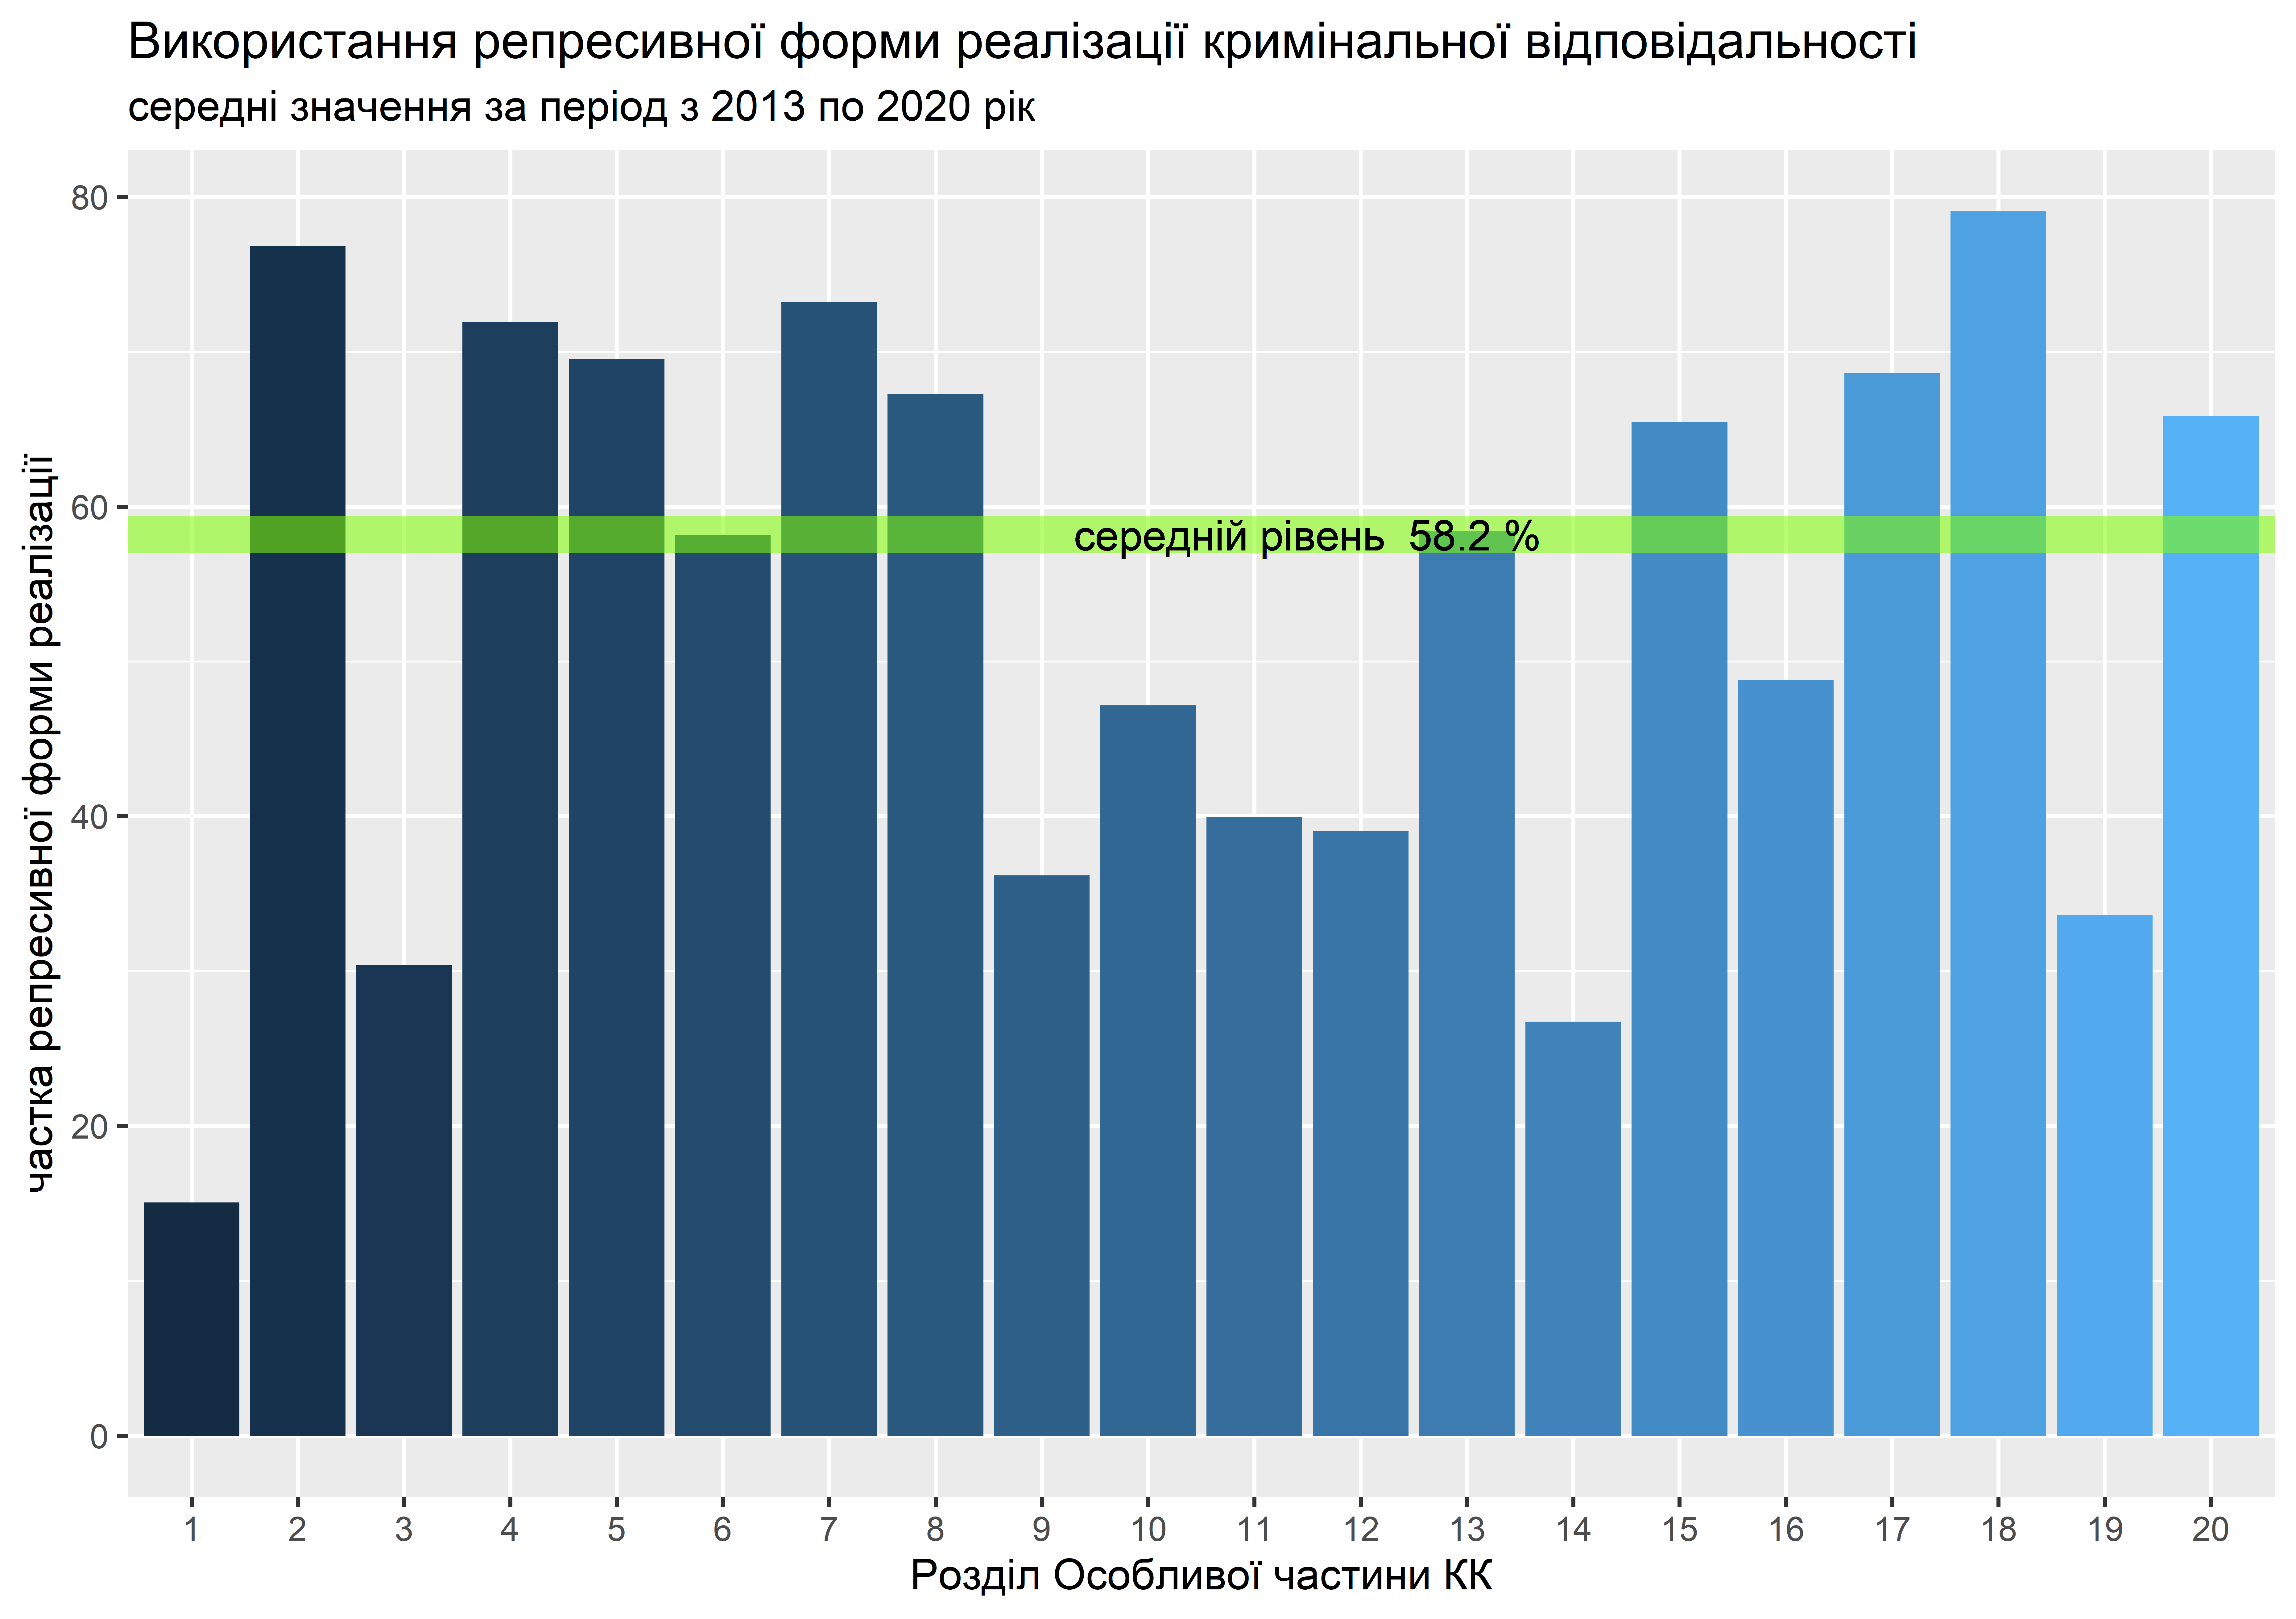 Використання репресивної форми реалізації кримінальної відповідальності
середні значення за період з 2013 по 2020 рік
частка репресивної форми реалізації
80
60
40
20
0
середній рівень 58.2 %
1 2 3 4 5 6 7 8 9 10 11 12 13 14 15 16 17 18 19 20
Розділ Особливої частини КК